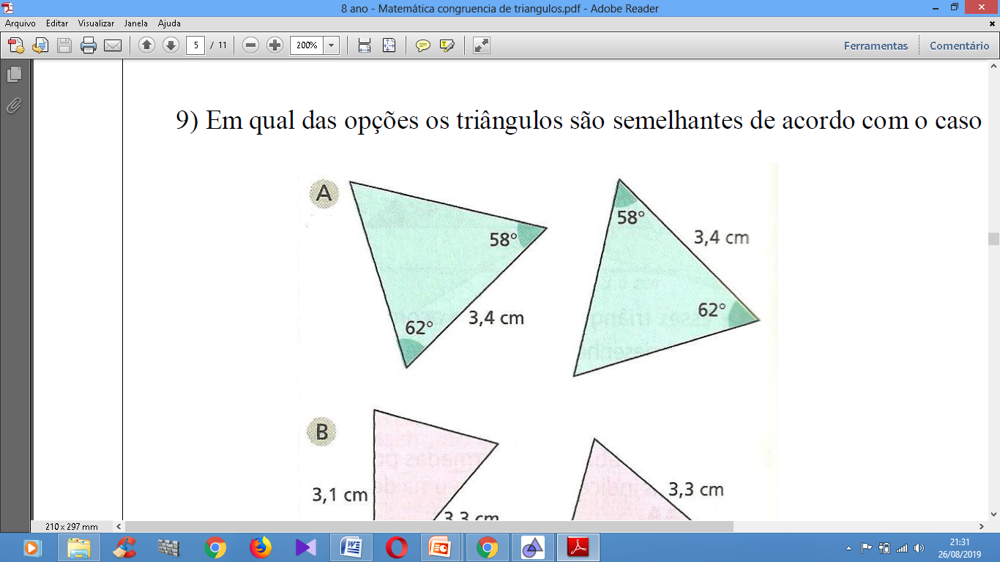 8 ano - Matemática congruencia de triangulos.pdf - Adobe Reader
Arquivo Editar Visualizar Janela Ajuda
5 / 11 200% Ferramentas Comentário
9) Em qual das opções os triângulos são semelhantes de acordo com o caso
A
58°
62°
3,4 cm
58°
3,4 cm
62°
B
3,1 cm
3,3 cm
3,3 cm
210 x 297 mm
21:31
26/08/2019